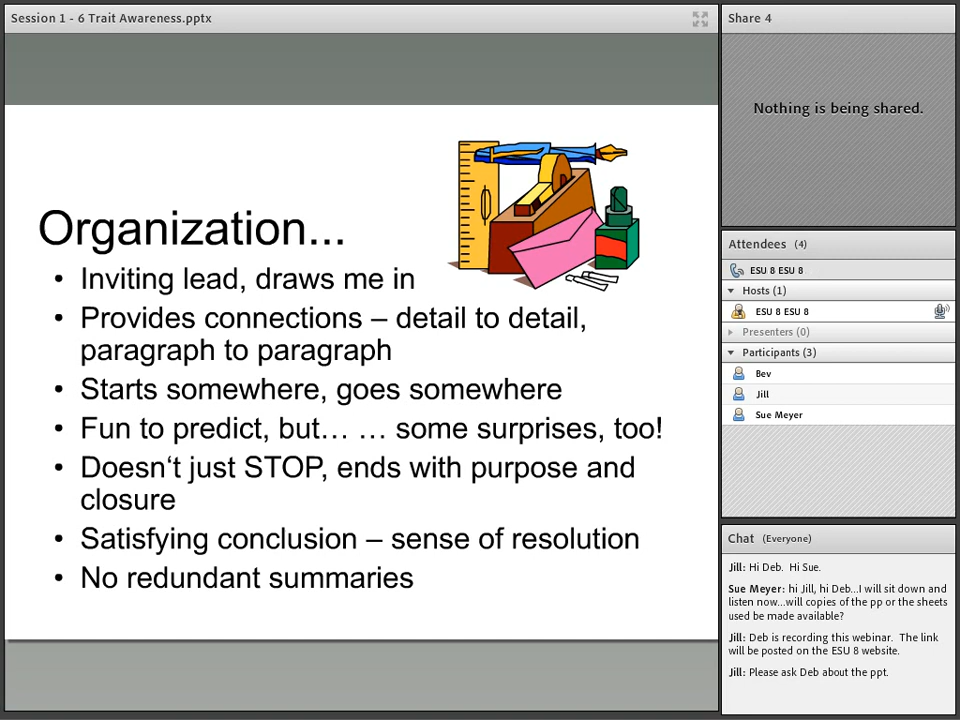 Session 1 - 6 Trait Awareness.pptx
Organization...
• Inviting lead, draws me in
• Provides connections – detail to detail,
paragraph to paragraph
• Starts somewhere, goes somewhere
• Fun to predict, but… … some surprises, too!
• Doesn‘t just STOP, ends with purpose and
closure
• Satisfying conclusion – sense of resolution
• No redundant summaries
Share 4
Nothing is being shared.
Attendees (4)
ESU 8 ESU 8
Hosts (1)
ESU 8 ESU 8
Presenters (0)
Participants (3)
Bev
Jill
Sue Meyer
Chat (Everyone)
Jill: Hi Deb. Hi Sue.
Sue Meyer: hi Jill, hi Deb...I will sit down and
listen now...will copies of the pp or the sheets
used be made available?
Jill: Deb is recording this webinar. The link
will be posted on the ESU 8 website.
Jill: Please ask Deb about the ppt.